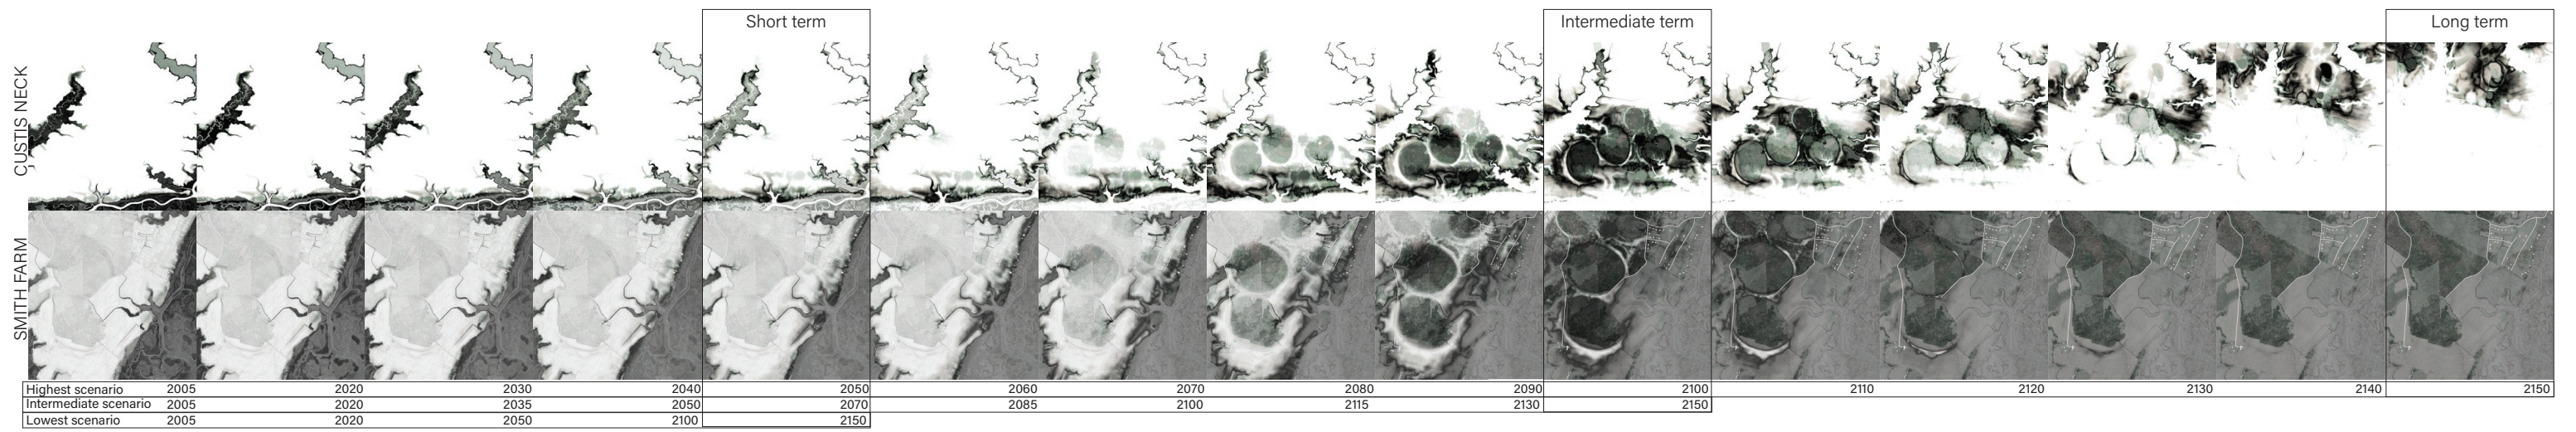 Short term
Intermediate term
Long term
CUSTIS NECK
SMITH FARM
Highest scenario 2005 2020 2030 2040 2050 2060 2070 2080 2090 2100 2110 2120 2130 2140 2150
Intermediate scenario 2005 2020 2035 2050 2070 2085 2100 2115 2130 2150
Lowest scenario 2005 2020 2050 2100 2150